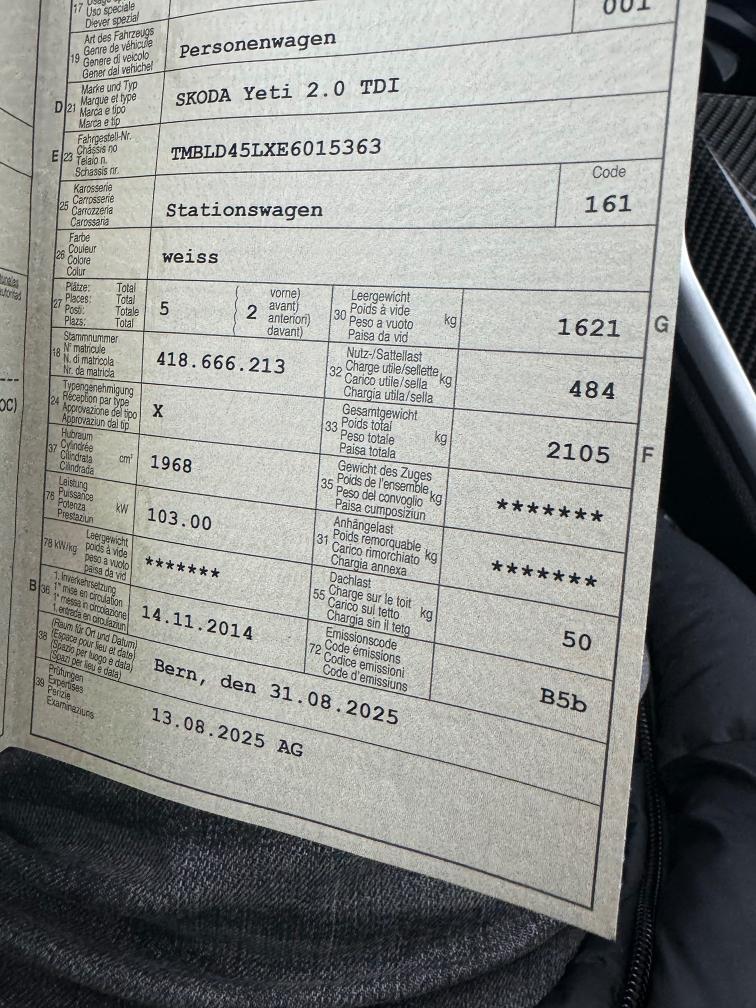 17
Uso speciale
Diever spezial
001
19
Art des Fahrzeugs
Genre de véhicule
Genere di veicolo
Gener dal vehichel
Personenwagen
D 21
Marke und Typ
Marque et type
Marca e tipo
Marca e tip
SKODA Yeti 2.0 TDI
E 23
Fahrgestell-Nr.
Châssis no
Telaio n.
Schassis nr.
TMBLD45LXE6015363
25
Karosserie
Carrosserie
Carrozzeria
Carossaria
Stationswagen
Code
161
26
Farbe
Couleur
Colore
Colur
weiss
27
Plätze: Total
Places: Total
Posti: Totale
Plazs: Total
5
2
vorne)
avant)
anteriori)
davant)
30
Leergewicht
Poids à vide
Peso a vuoto
Paisa da vid
kg
1621
G
18
Stammnummer
N° matricule
N. di matricola
Nr. da matricla
418.666.213
32
Nutz-/Sattellast
Charge utile/sellette
Carico utile/sella
Chargia utila/sella
kg
484
24
Typengenehmigung
Réception par type
Approvazione del tipo
Approvaziun dal tip
X
33
Gesamtgewicht
Poids total
Peso totale
Paisa totala
kg
2105
F
37
Hubraum
Cylindrée
Cilindrata
Cilindrada
cm³
1968
35
Gewicht des Zuges
Poids de l'ensemble
Peso del convoglio
Paisa cumposiziun
kg
*******
76
Leistung
Puissance
Potenza
Prestaziun
kW
103.00
31
Anhängelast
Poids remorquable
Carico rimorchiato
Chargia annexa
kg
*******
78 kW/kg
Leergewicht
poids à vide
peso a vuoto
paisa da vid
*******
55
Dachlast
Charge sur le toit
Carico sul tetto
Chargia sin il tetg
kg
50
B 36
1. Inverkehrsetzung
1re mise en circulation
1a messa in circolazione
1. entrada en circulaziun
14.11.2014
72
Emissionscode
Code émissions
Codice emissioni
Code d'emissiuns
B5b
38
(Raum für Ort und Datum)
(Espace pour lieu et date)
(Spazio per luogo e data)
(Spazi per lieu e data)
Bern, den 31.08.2025
39
Prüfungen
Expertises
Perizie
Examinaziuns
13.08.2025 AG
OC)